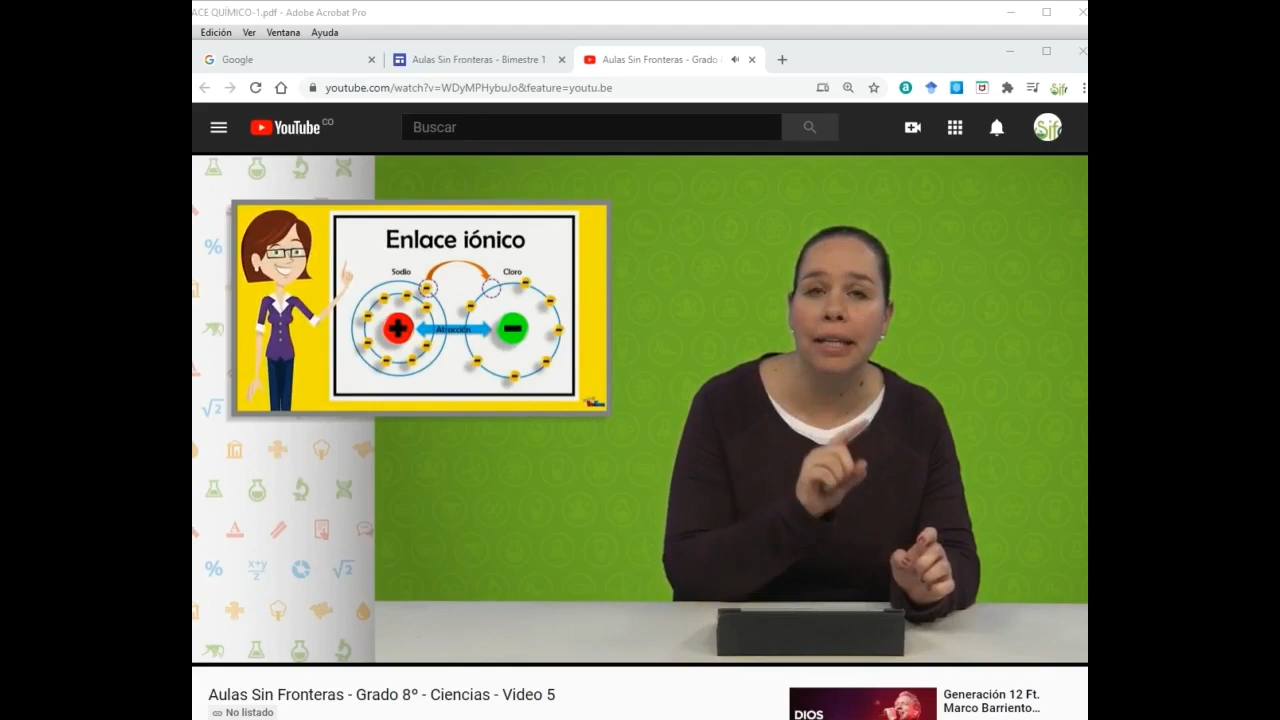 ACE QUÍMICO-1.pdf - Adobe Acrobat Pro
Edición Ver Ventana Ayuda
Google
Aulas Sin Fronteras - Bimestre 1
Aulas Sin Fronteras - Grado
youtube.com/watch?v=WDyMPHybuJo&feature=youtu.be
YouTube CO
Buscar
Enlace iónico
Sodio
Cloro
Atracción
Aulas Sin Fronteras - Grado 8º - Ciencias - Video 5
No listado
DIOS
Generación 12 Ft.
Marco Barriento...